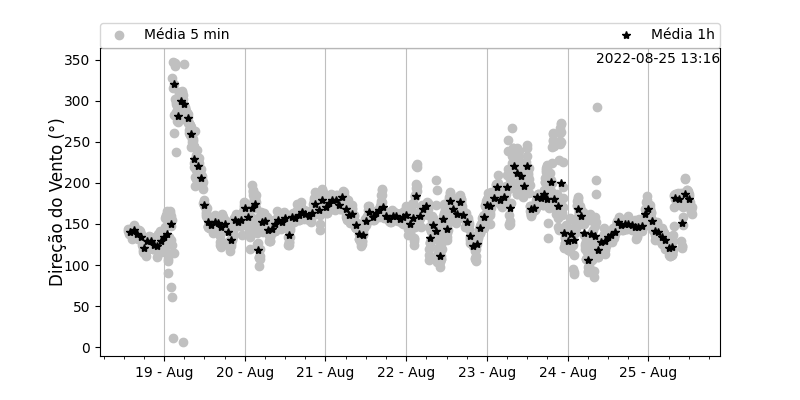 Média 5 min
Média 1h
2022-08-25 13:16
Direção do Vento (°)
350
300
250
200
150
100
50
0
19 - Aug
20 - Aug
21 - Aug
22 - Aug
23 - Aug
24 - Aug
25 - Aug